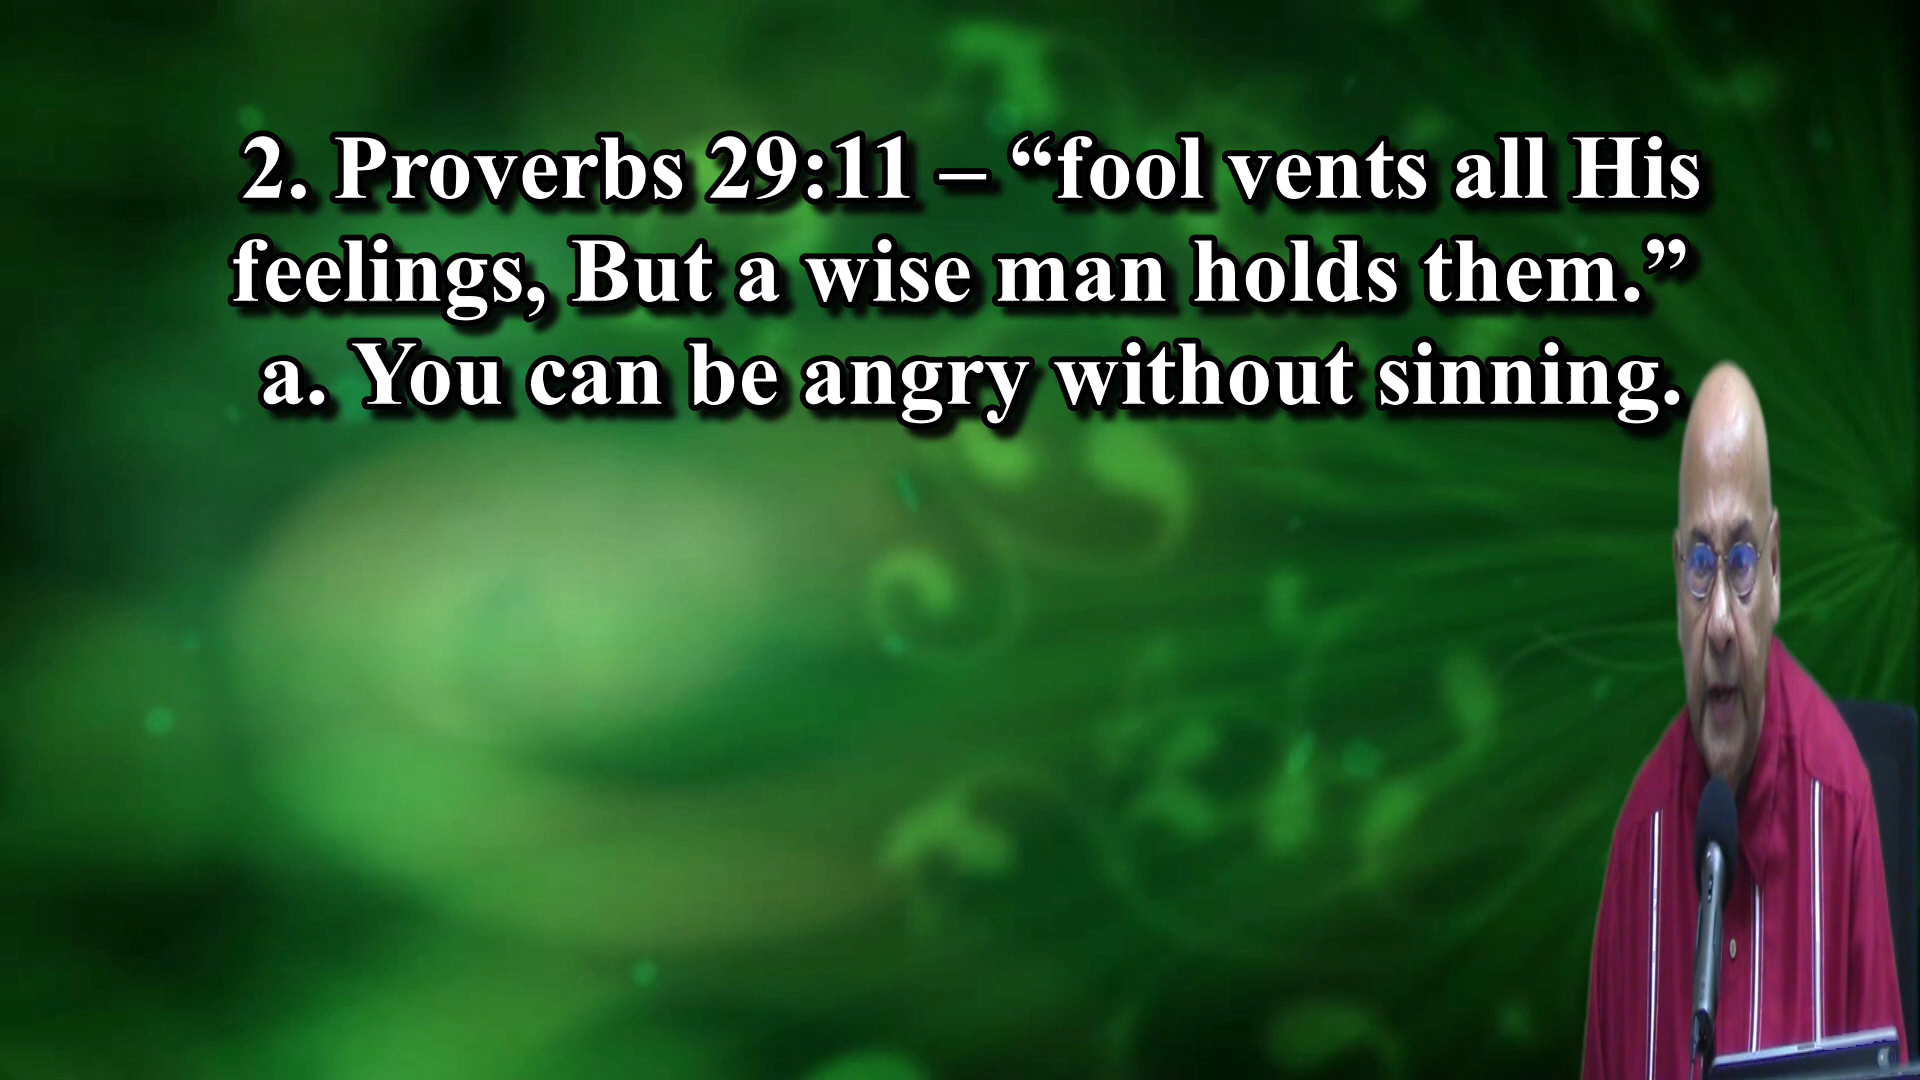 2. Proverbs 29:11 – “fool vents all His
feelings, But a wise man holds them.”
a. You can be angry without sinning.